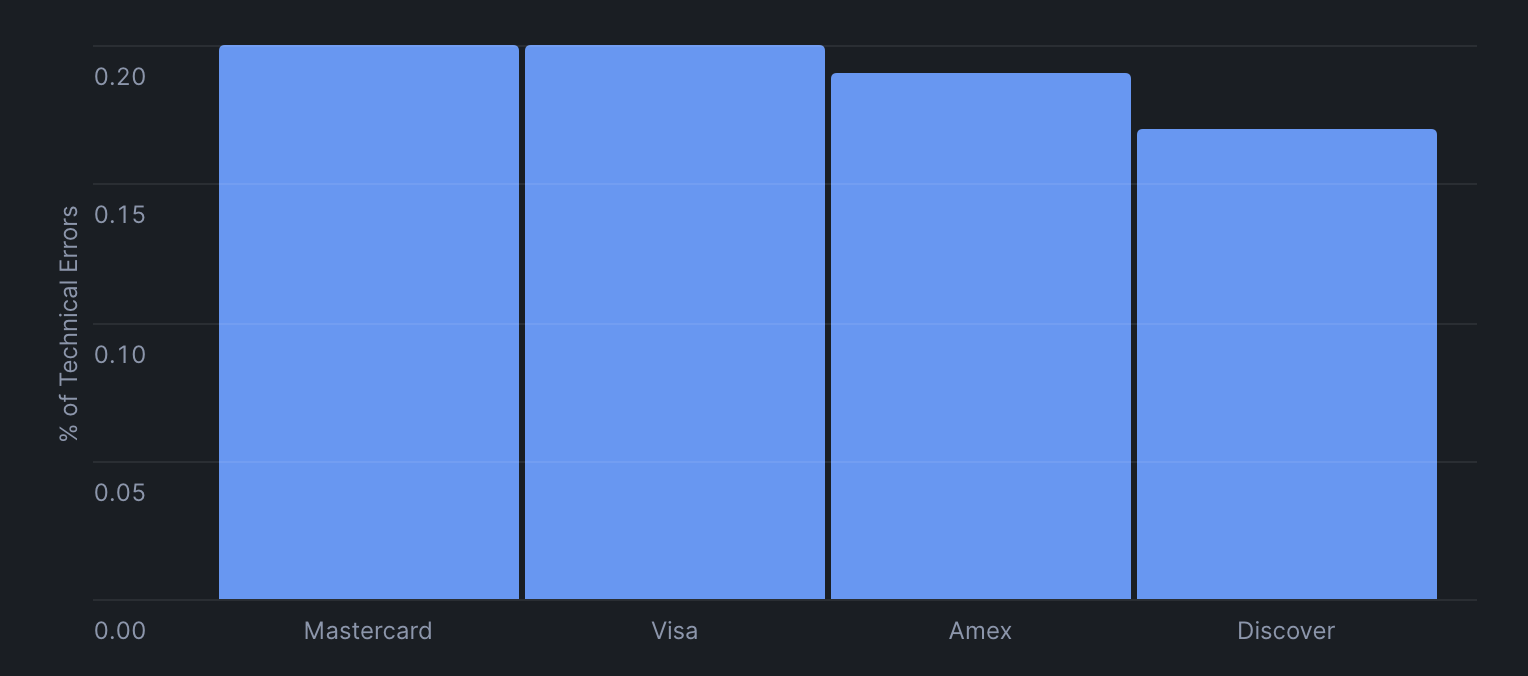 % of Technical Errors
0.20
0.15
0.10
0.05
0.00
Mastercard
Visa
Amex
Discover